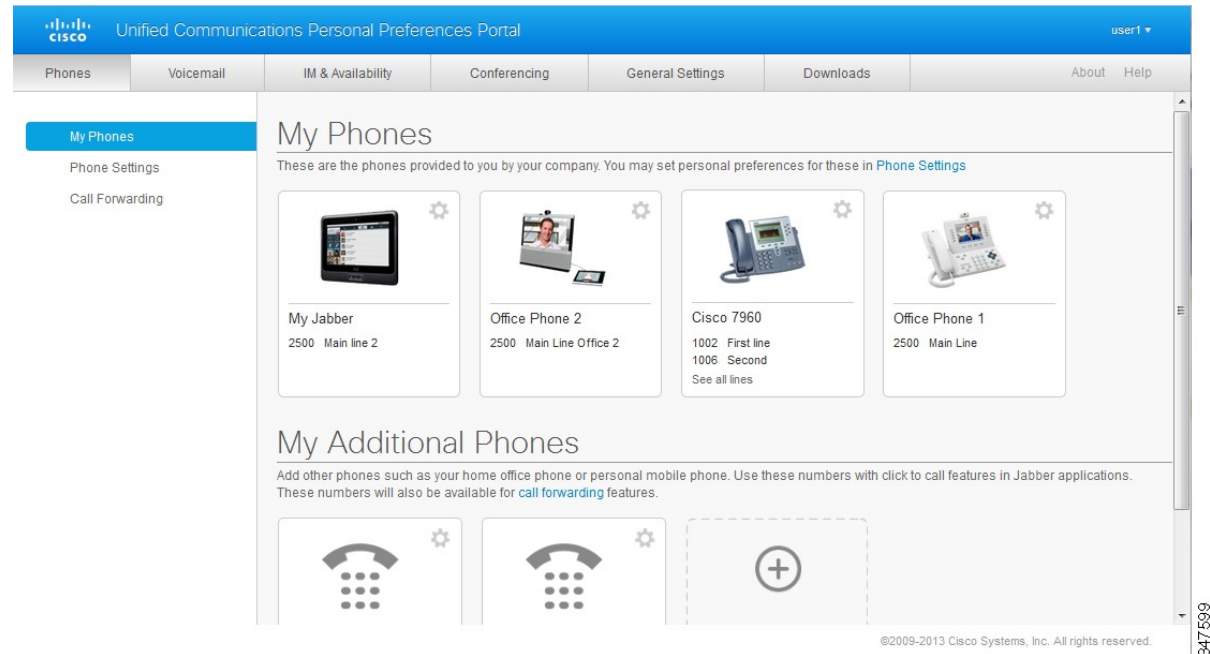 CISCO Unified Communications Personal Preferences Portal user1
Phones Voicemail IM & Availability Conferencing General Settings Downloads About Help
My Phones
Phone Settings
Call Forwarding
My Phones
These are the phones provided to you by your company. You may set personal preferences for these in Phone Settings
My Jabber
2500 Main line 2
Office Phone 2
2500 Main Line Office 2
Cisco 7960
1002 First line
1006 Second
See all lines
Office Phone 1
2500 Main Line
My Additional Phones
Add other phones such as your home office phone or personal mobile phone. Use these numbers with click to call features in Jabber applications.
These numbers will also be available for call forwarding features.
©2009-2013 Cisco Systems, Inc. All rights reserved.
347599